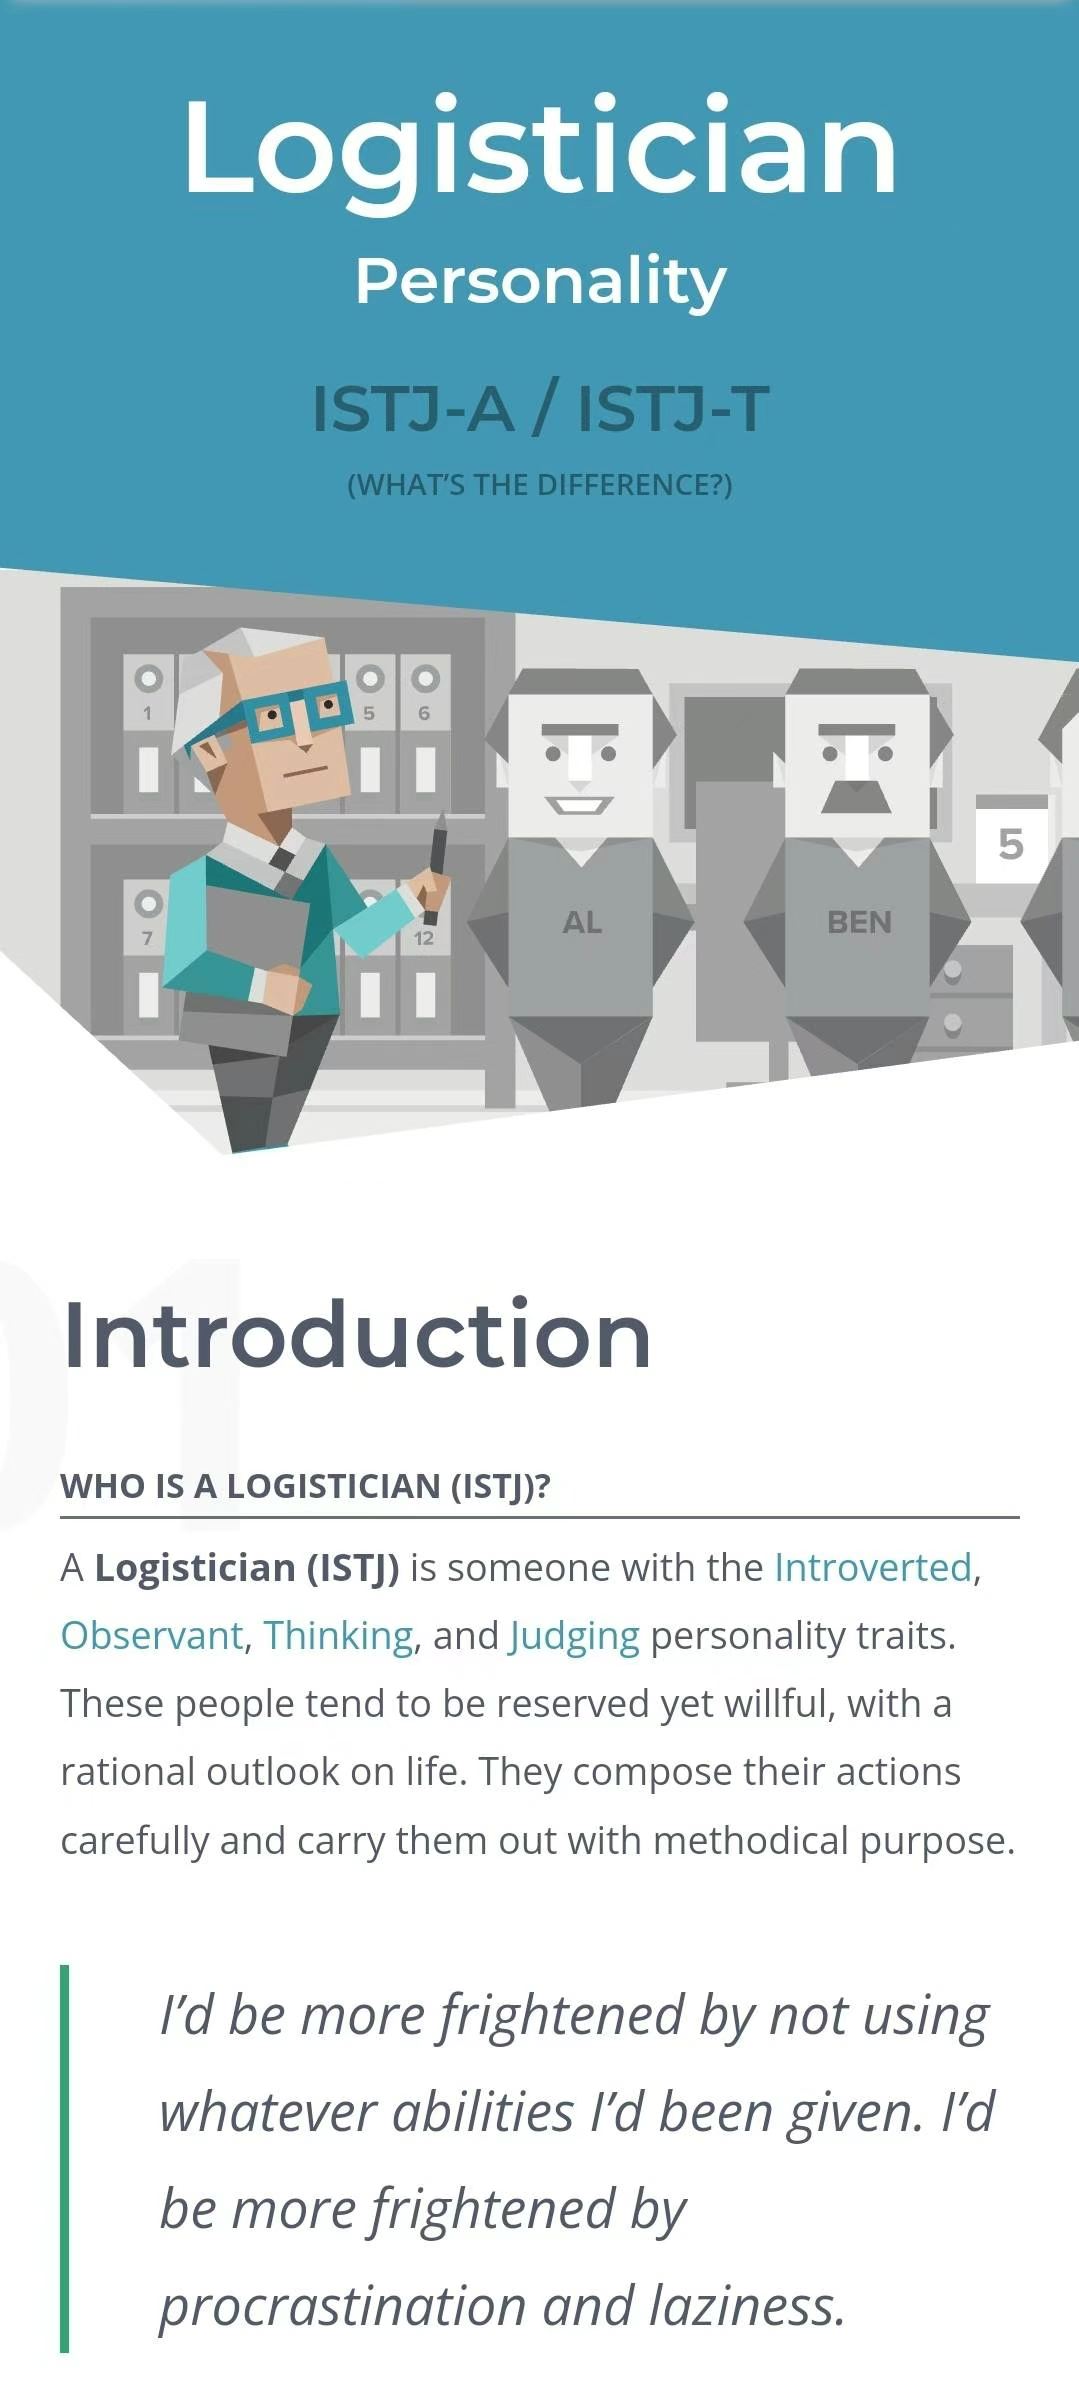 Logistician
Personality
ISTJ-A / ISTJ-T
(WHAT’S THE DIFFERENCE?)
1
5
6
7
12
AL
BEN
5
01
Introduction
WHO IS A LOGISTICIAN (ISTJ)?
A Logistician (ISTJ) is someone with the Introverted,
Observant, Thinking, and Judging personality traits.
These people tend to be reserved yet willful, with a
rational outlook on life. They compose their actions
carefully and carry them out with methodical purpose.
I’d be more frightened by not using
whatever abilities I’d been given. I’d
be more frightened by
procrastination and laziness.